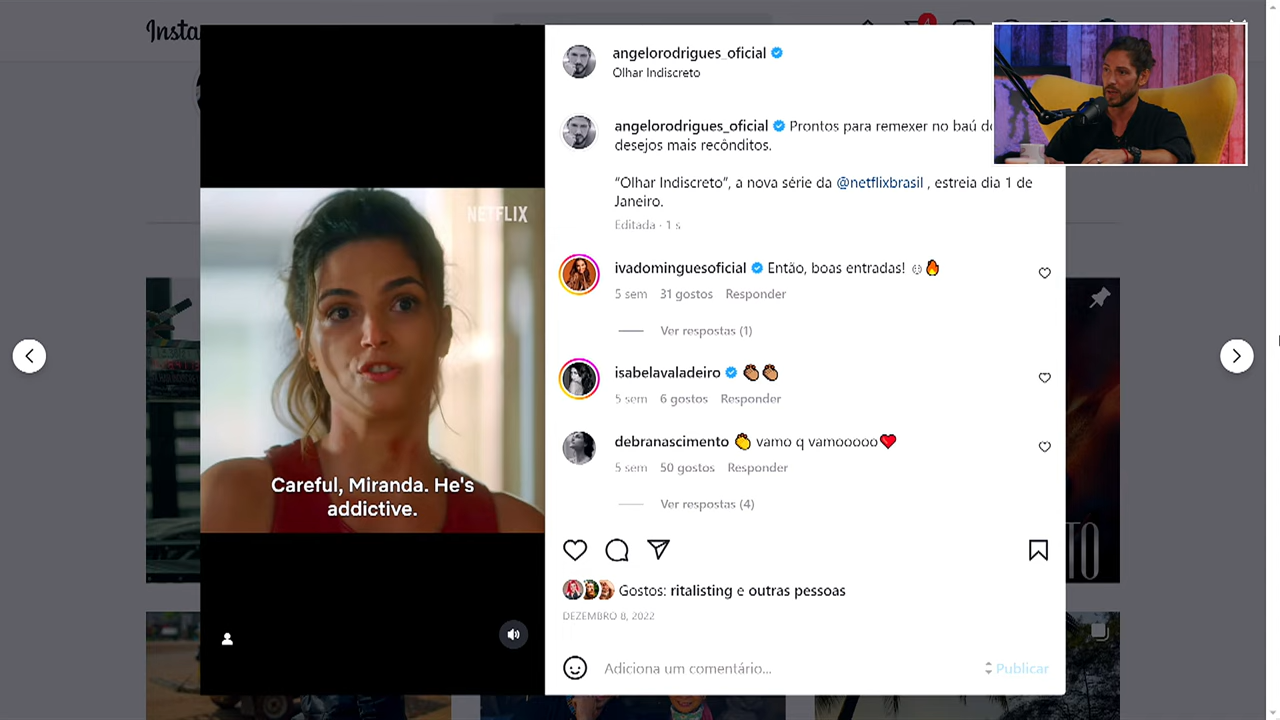 Insta
4
angelorodrigues_oficial
Olhar Indiscreto
angelorodrigues_oficial Prontos para remexer no baú
desejos mais recônditos.
“Olhar Indiscreto”, a nova série da @netflixbrasil , estreia dia 1 de
Janeiro.
Editada · 1 s
ivadominguesoficial Então, boas entradas!
5 sem 31 gostos Responder
Ver respostas (1)
isabelavaladeiro
5 sem 6 gostos Responder
debranascimento vamo q vamooooo
5 sem 50 gostos Responder
Ver respostas (4)
Gostos: ritalisting e outras pessoas
DEZEMBRO 8, 2022
Adiciona um comentário... Publicar
NETFLIX
Careful, Miranda. He's
addictive.
TO